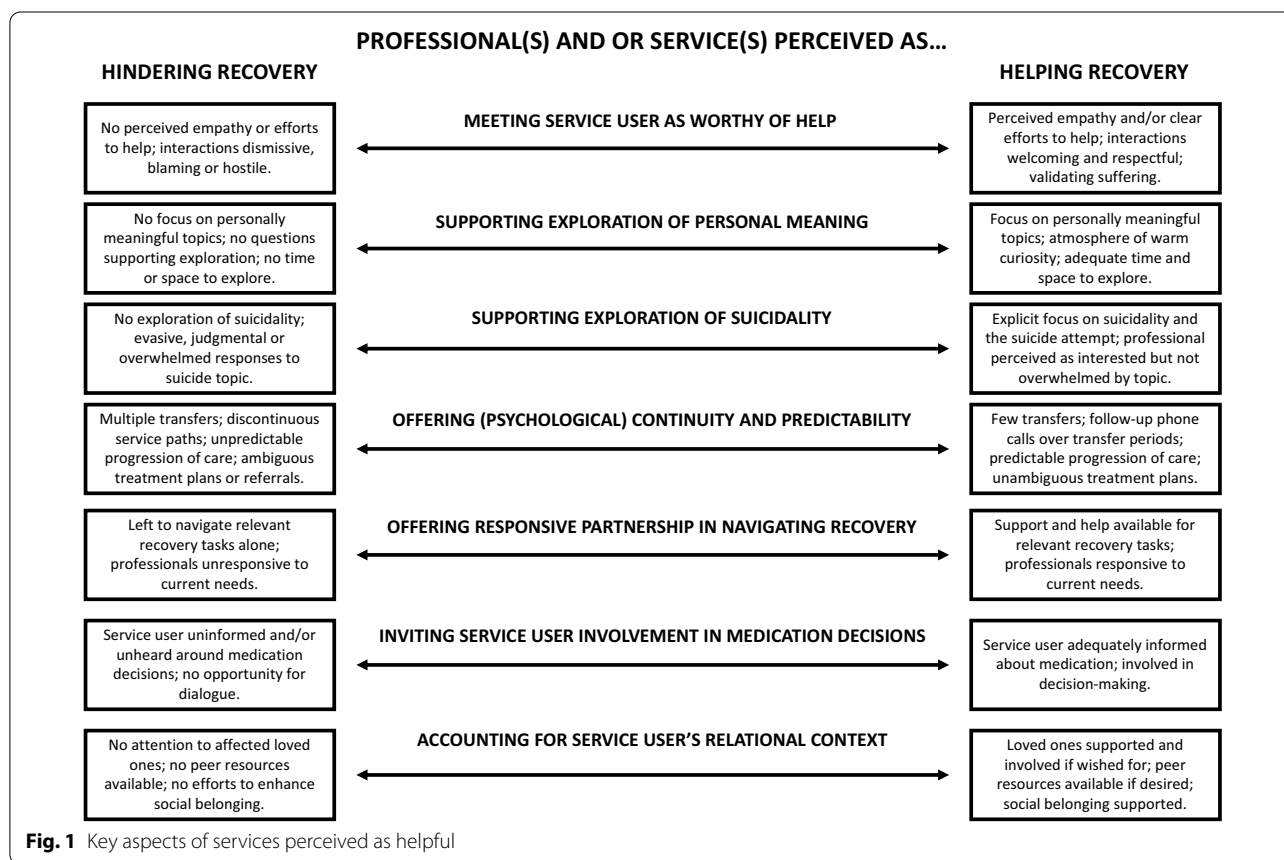 PROFESSIONAL(S) AND OR SERVICE(S) PERCEIVED AS...
HINDERING RECOVERY
HELPING RECOVERY
No perceived empathy or efforts
to help; interactions dismissive,
blaming or hostile.
MEETING SERVICE USER AS WORTHY OF HELP
Perceived empathy and/or clear
efforts to help; interactions
welcoming and respectful;
validating suffering.
No focus on personally
meaningful topics; no questions
supporting exploration; no time
or space to explore.
SUPPORTING EXPLORATION OF PERSONAL MEANING
Focus on personally meaningful
topics; atmosphere of warm
curiosity; adequate time and
space to explore.
No exploration of suicidality;
evasive, judgmental or
overwhelmed responses to
suicide topic.
SUPPORTING EXPLORATION OF SUICIDALITY
Explicit focus on suicidality and
the suicide attempt; professional
perceived as interested but not
overwhelmed by topic.
Multiple transfers; discontinuous
service paths; unpredictable
progression of care; ambiguous
treatment plans or referrals.
OFFERING (PSYCHOLOGICAL) CONTINUITY AND PREDICTABILITY
Few transfers; follow-up phone
calls over transfer periods;
predictable progression of care;
unambiguous treatment plans.
Left to navigate relevant
recovery tasks alone;
professionals unresponsive to
current needs.
OFFERING RESPONSIVE PARTNERSHIP IN NAVIGATING RECOVERY
Support and help available for
relevant recovery tasks;
professionals responsive to
current needs.
Service user uninformed and/or
unheard around medication
decisions; no opportunity for
dialogue.
INVITING SERVICE USER INVOLVEMENT IN MEDICATION DECISIONS
Service user adequately informed
about medication; involved in
decision-making.
No attention to affected loved
ones; no peer resources
available; no efforts to enhance
social belonging.
ACCOUNTING FOR SERVICE USER'S RELATIONAL CONTEXT
Loved ones supported and
involved if wished for; peer
resources available if desired;
social belonging supported.
Fig. 1 Key aspects of services perceived as helpful